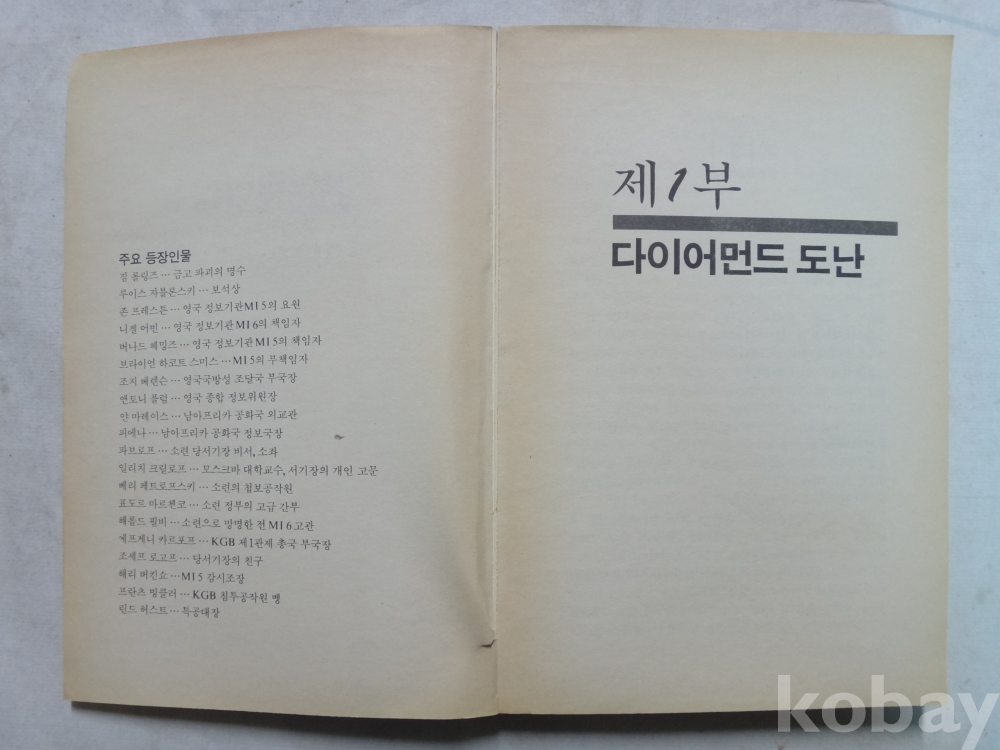 주요 등장인물
짐 롤링즈 … 금고 파괴의 명수
루이스 자블론스키 … 보석상
존 프레스톤 … 영국 정보기관 MI5의 요원
니겔 어빈 … 영국 정보기관 MI6의 책임자
버나드 헤밍즈 … 영국 정보기관 MI5의 책임자
브라이언 하코트 스미스 … MI5의 부책임자
조지 베렌슨 … 영국국방성 조달국 부국장
앤토니 플럼 … 영국 종합 정보위원장
얀 마레이스 … 남아프리카 공화국 외교관
피에나 … 남아프리카 공화국 정보국장
파브로프 … 소련 당서기장 비서, 소좌
일리치 크릴로프 … 모스크바 대학교수, 서기장의 개인 고문
페트로프스키 … 소련의 첩보공작원
표도르 마르첸코 … 소련 정부의 고급 간부
해롤드 필비 … 소련으로 망명한 전 MI6 고관
에프게니 카르포프 … KGB 제1관제 총국 부국장
조세프 로고프 … 당서기장의 친구
해리 버킨쇼 … MI5 감시조장
프란츠 빙클러 … KGB 침투공작원 벵
린드 허스트 … 특공대장
제1부
다이어먼드 도난
kobay